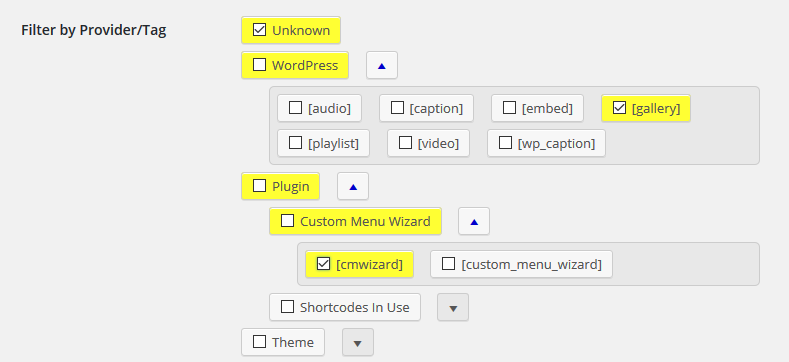 Filter by Provider/Tag
Unknown
WordPress
[audio] [caption] [embed] [gallery]
[playlist] [video] [wp_caption]
Plugin
Custom Menu Wizard
[cmwizard] [custom_menu_wizard]
Shortcodes In Use
Theme